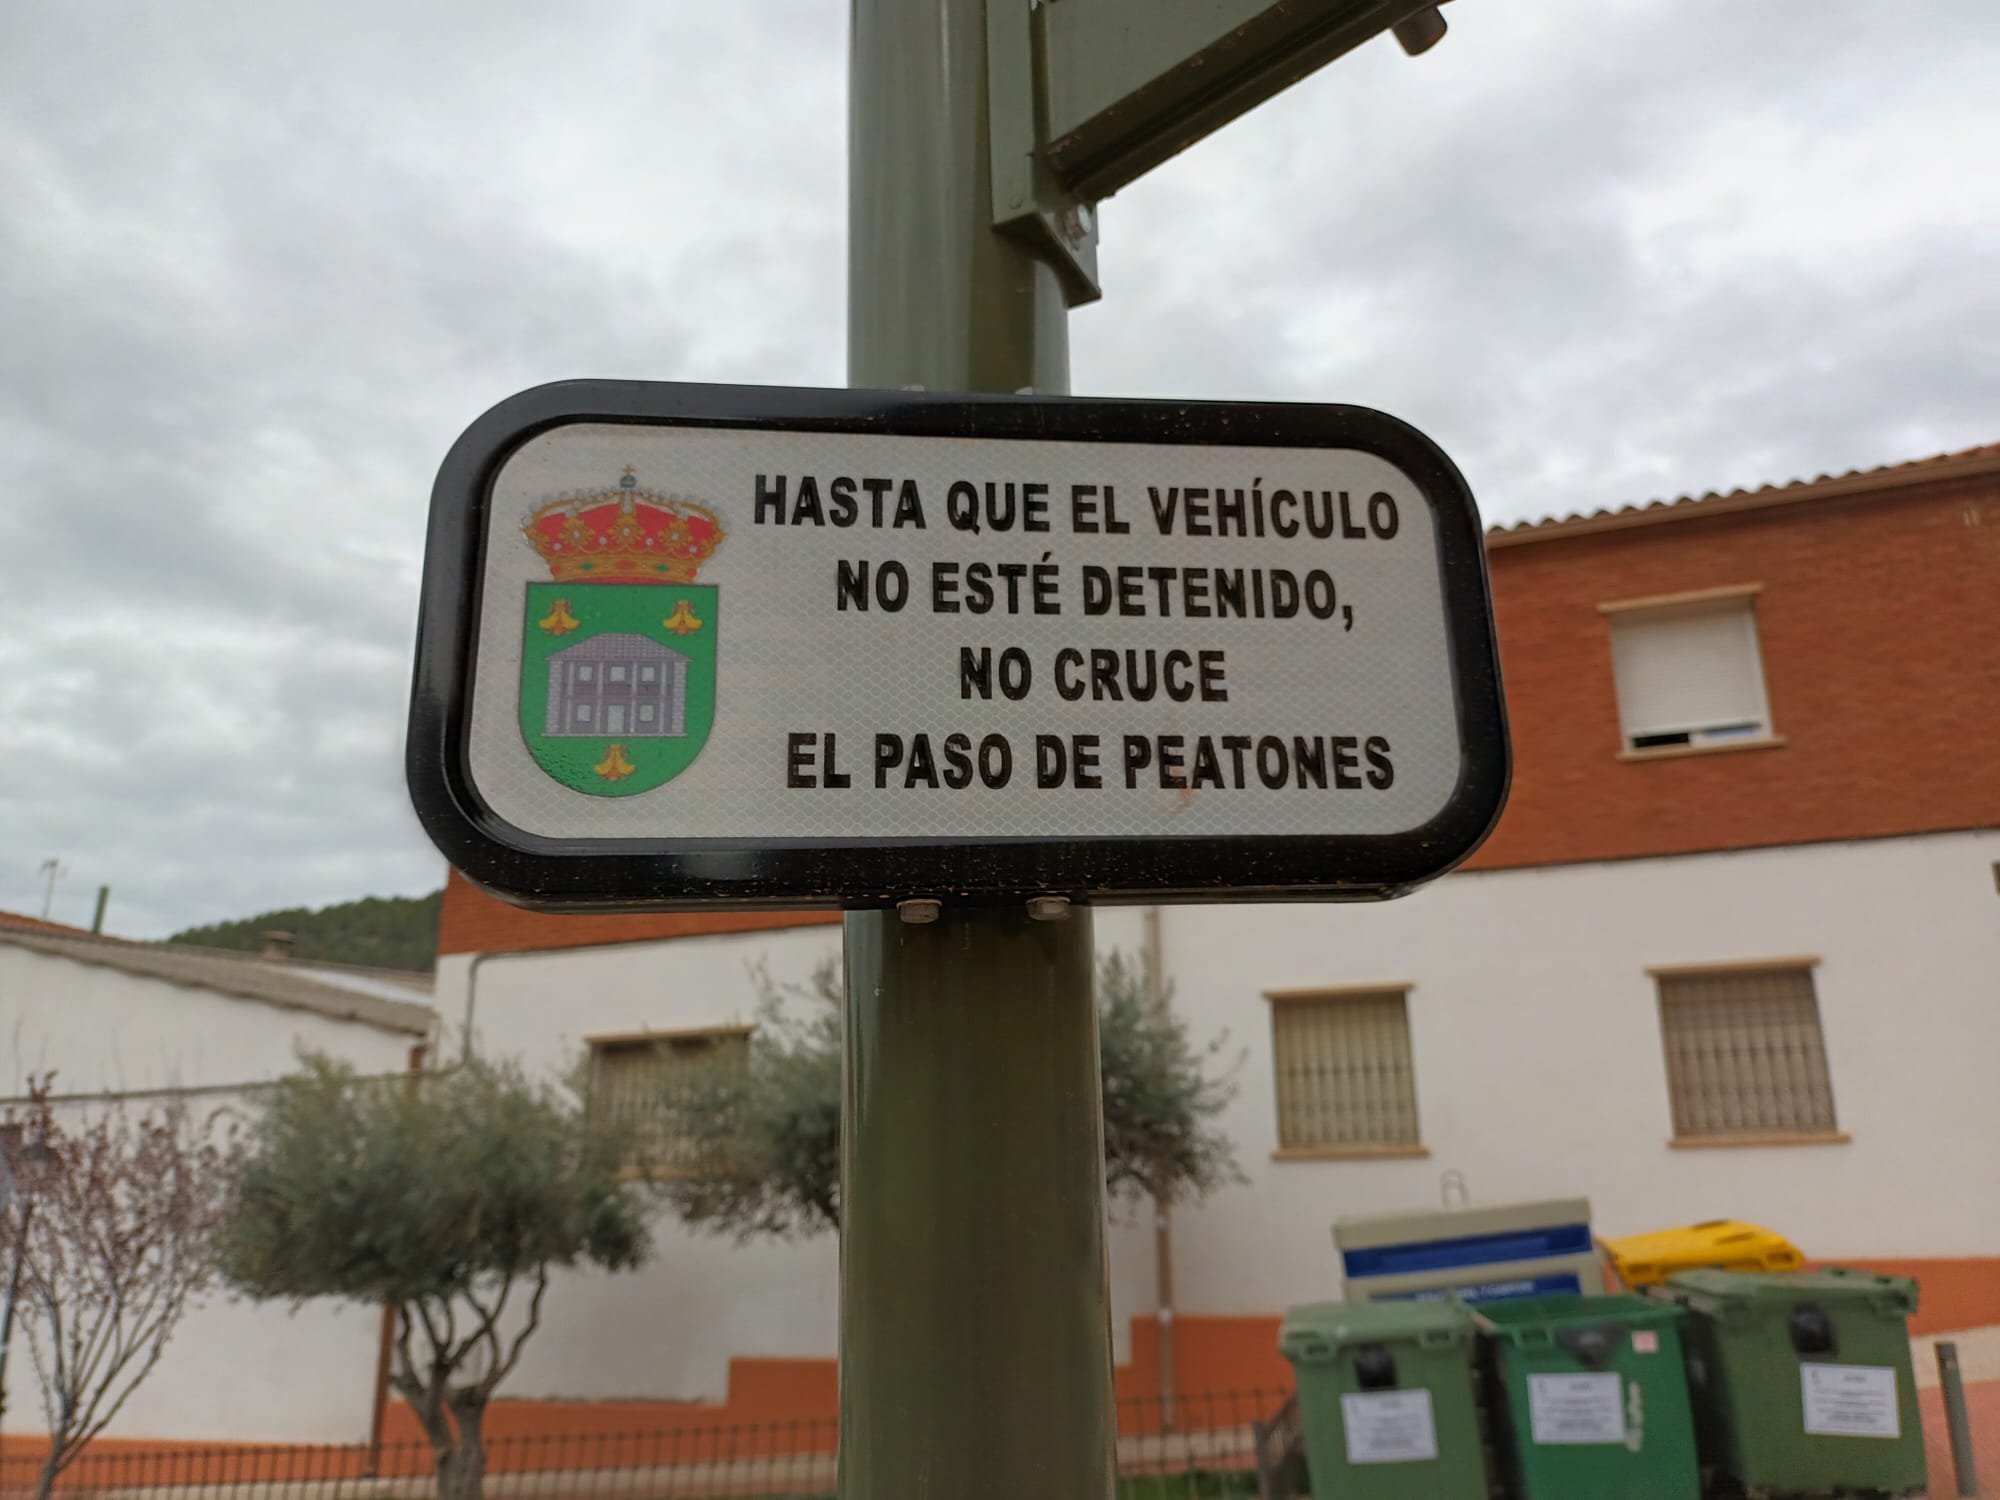 HASTA QUE EL VEHÍCULO
NO ESTÉ DETENIDO,
NO CRUCE
EL PASO DE PEATONES